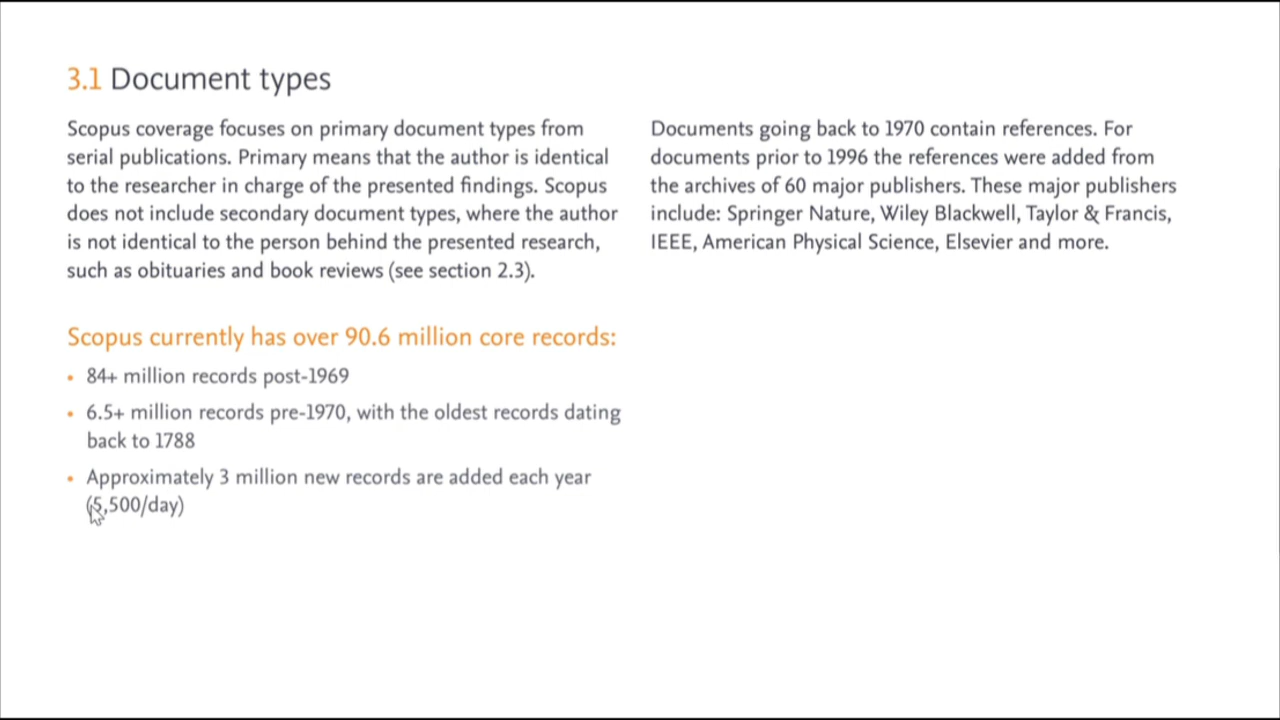 3.1 Document types
Scopus coverage focuses on primary document types from
serial publications. Primary means that the author is identical
to the researcher in charge of the presented findings. Scopus
does not include secondary document types, where the author
is not identical to the person behind the presented research,
such as obituaries and book reviews (see section 2.3).
Scopus currently has over 90.6 million core records:
• 84+ million records post-1969
• 6.5+ million records pre-1970, with the oldest records dating
back to 1788
• Approximately 3 million new records are added each year
(5,500/day)
Documents going back to 1970 contain references. For
documents prior to 1996 the references were added from
the archives of 60 major publishers. These major publishers
include: Springer Nature, Wiley Blackwell, Taylor & Francis,
IEEE, American Physical Science, Elsevier and more.